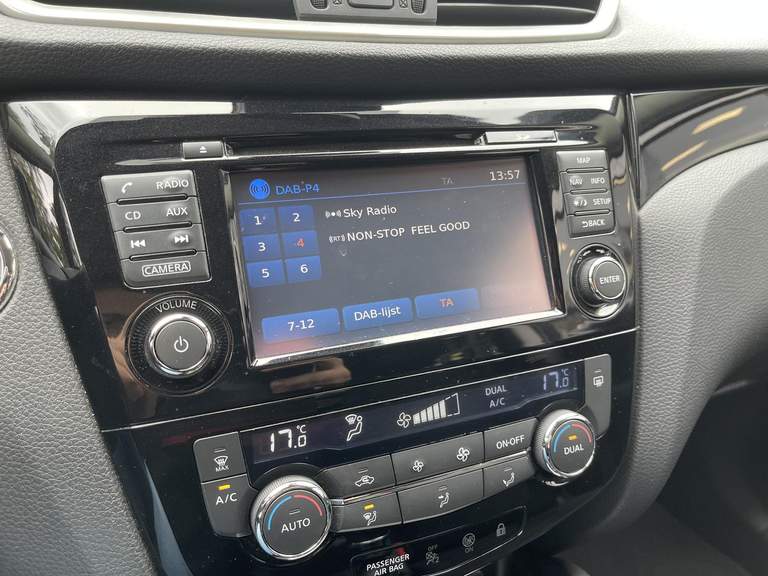 DAB-P4 TA 13:57
1 2 Sky Radio
3 4 NON-STOP FEEL GOOD
5 6
7-12 DAB-lijst TA
RADIO
CD AUX
CAMERA
VOLUME
MAP
NAV INFO
SETUP
BACK
ENTER
17.0 °C DUAL A/C 17.0 °C
MAX
A/C
ON·OFF
AUTO
DUAL
PASSENGER
AIR BAG
OFF
ON